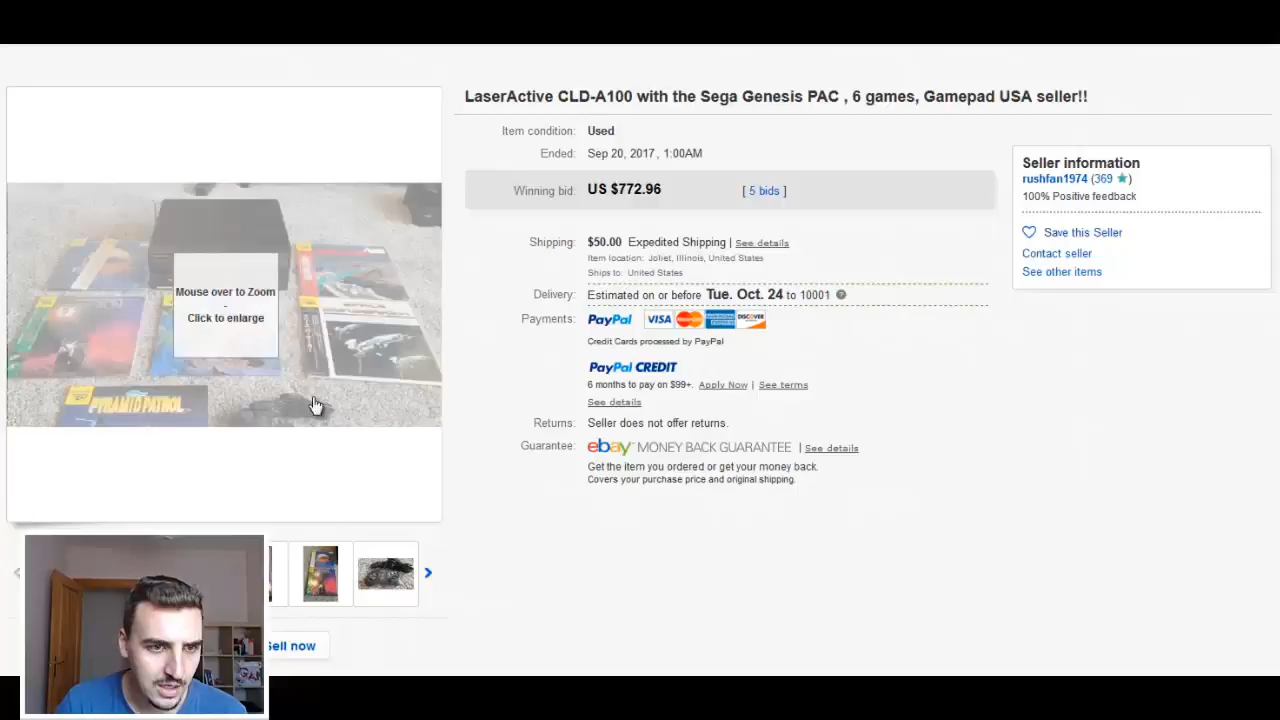 LaserActive CLD-A100 with the Sega Genesis PAC , 6 games, Gamepad USA seller!!
Item condition: Used
Ended: Sep 20, 2017 , 1:00AM
Winning bid: US $772.96 [ 5 bids ]
Shipping: $50.00 Expedited Shipping | See details
Item location: Joliet, Illinois, United States
Ships to: United States
Delivery: Estimated on or before Tue. Oct. 24 to 10001
Payments: PayPal VISA MasterCard AMERICAN EXPRESS DISCOVER
Credit Cards processed by PayPal
PayPal CREDIT
6 months to pay on $99+. Apply Now | See terms
See details
Returns: Seller does not offer returns.
Guarantee: ebay MONEY BACK GUARANTEE | See details
Get the item you ordered or get your money back.
Covers your purchase price and original shipping.
Seller information
rushfan1974 (369 ★)
100% Positive feedback
Save this Seller
Contact seller
See other items
Mouse over to Zoom
-
Click to enlarge
PYRAMID PATROL
Sell now